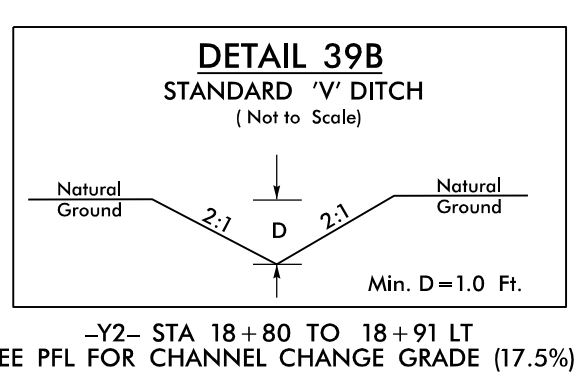 DETAIL 39B
STANDARD 'V' DITCH
( Not to Scale)
Natural
Ground
2:1
D
2:1
Natural
Ground
Min. D=1.0 Ft.
–Y2– STA 18+80 TO 18+91 LT
EE PFL FOR CHANNEL CHANGE GRADE (17.5%)